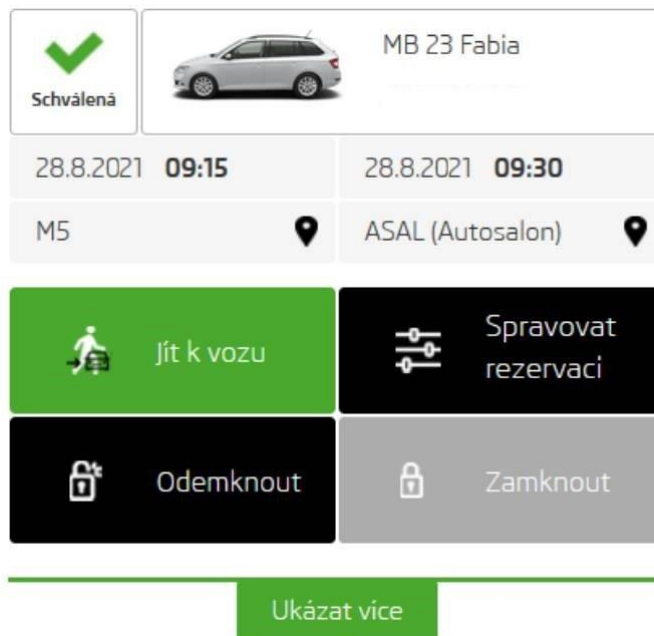 Schválená
MB 23 Fabia
28.8.2021 09:15
28.8.2021 09:30
M5
ASAL (Autosalon)
Jít k vozu
Spravovat
rezervaci
Odemknout
Zamknout
Ukázat více